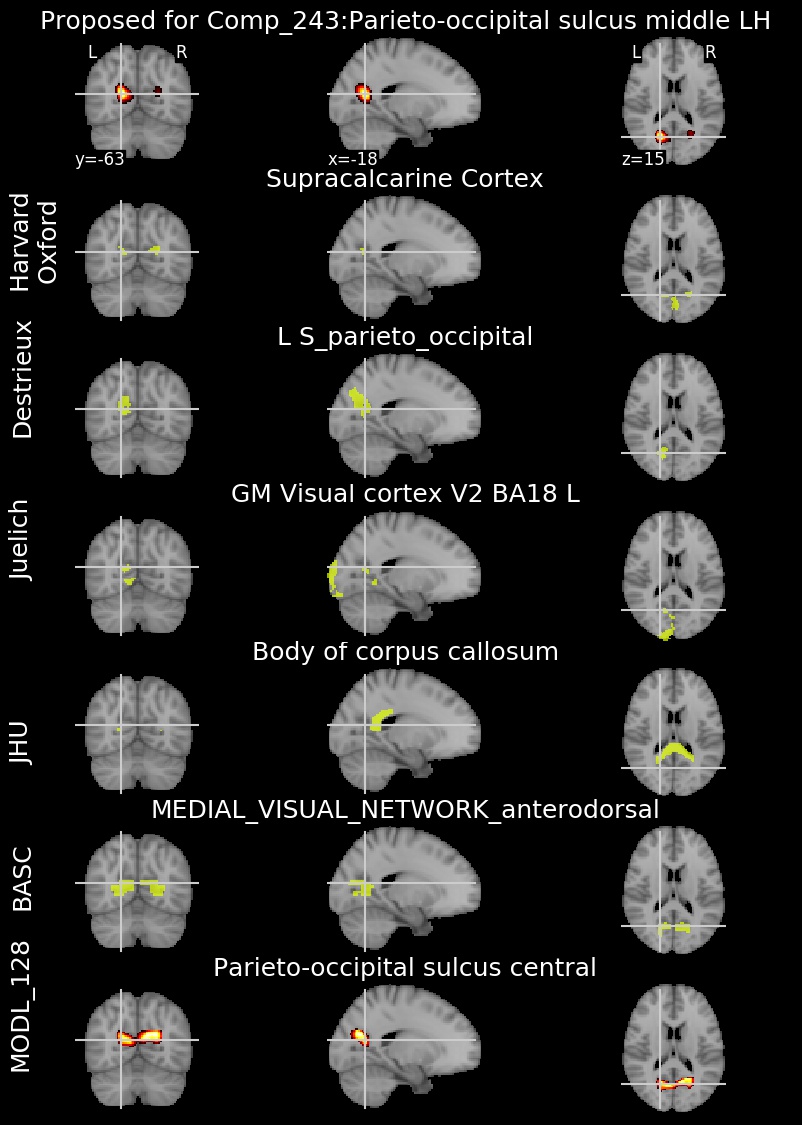 Proposed for Comp_243:Parieto-occipital sulcus middle LH
L R L R
y=-63 x=-18 z=15
Supracalcarine Cortex
Harvard
Oxford
L S_parieto_occipital
Destrieux
GM Visual cortex V2 BA18 L
Juelich
Body of corpus callosum
JHU
MEDIAL_VISUAL_NETWORK_anterodorsal
BASC
Parieto-occipital sulcus central
MODL_128